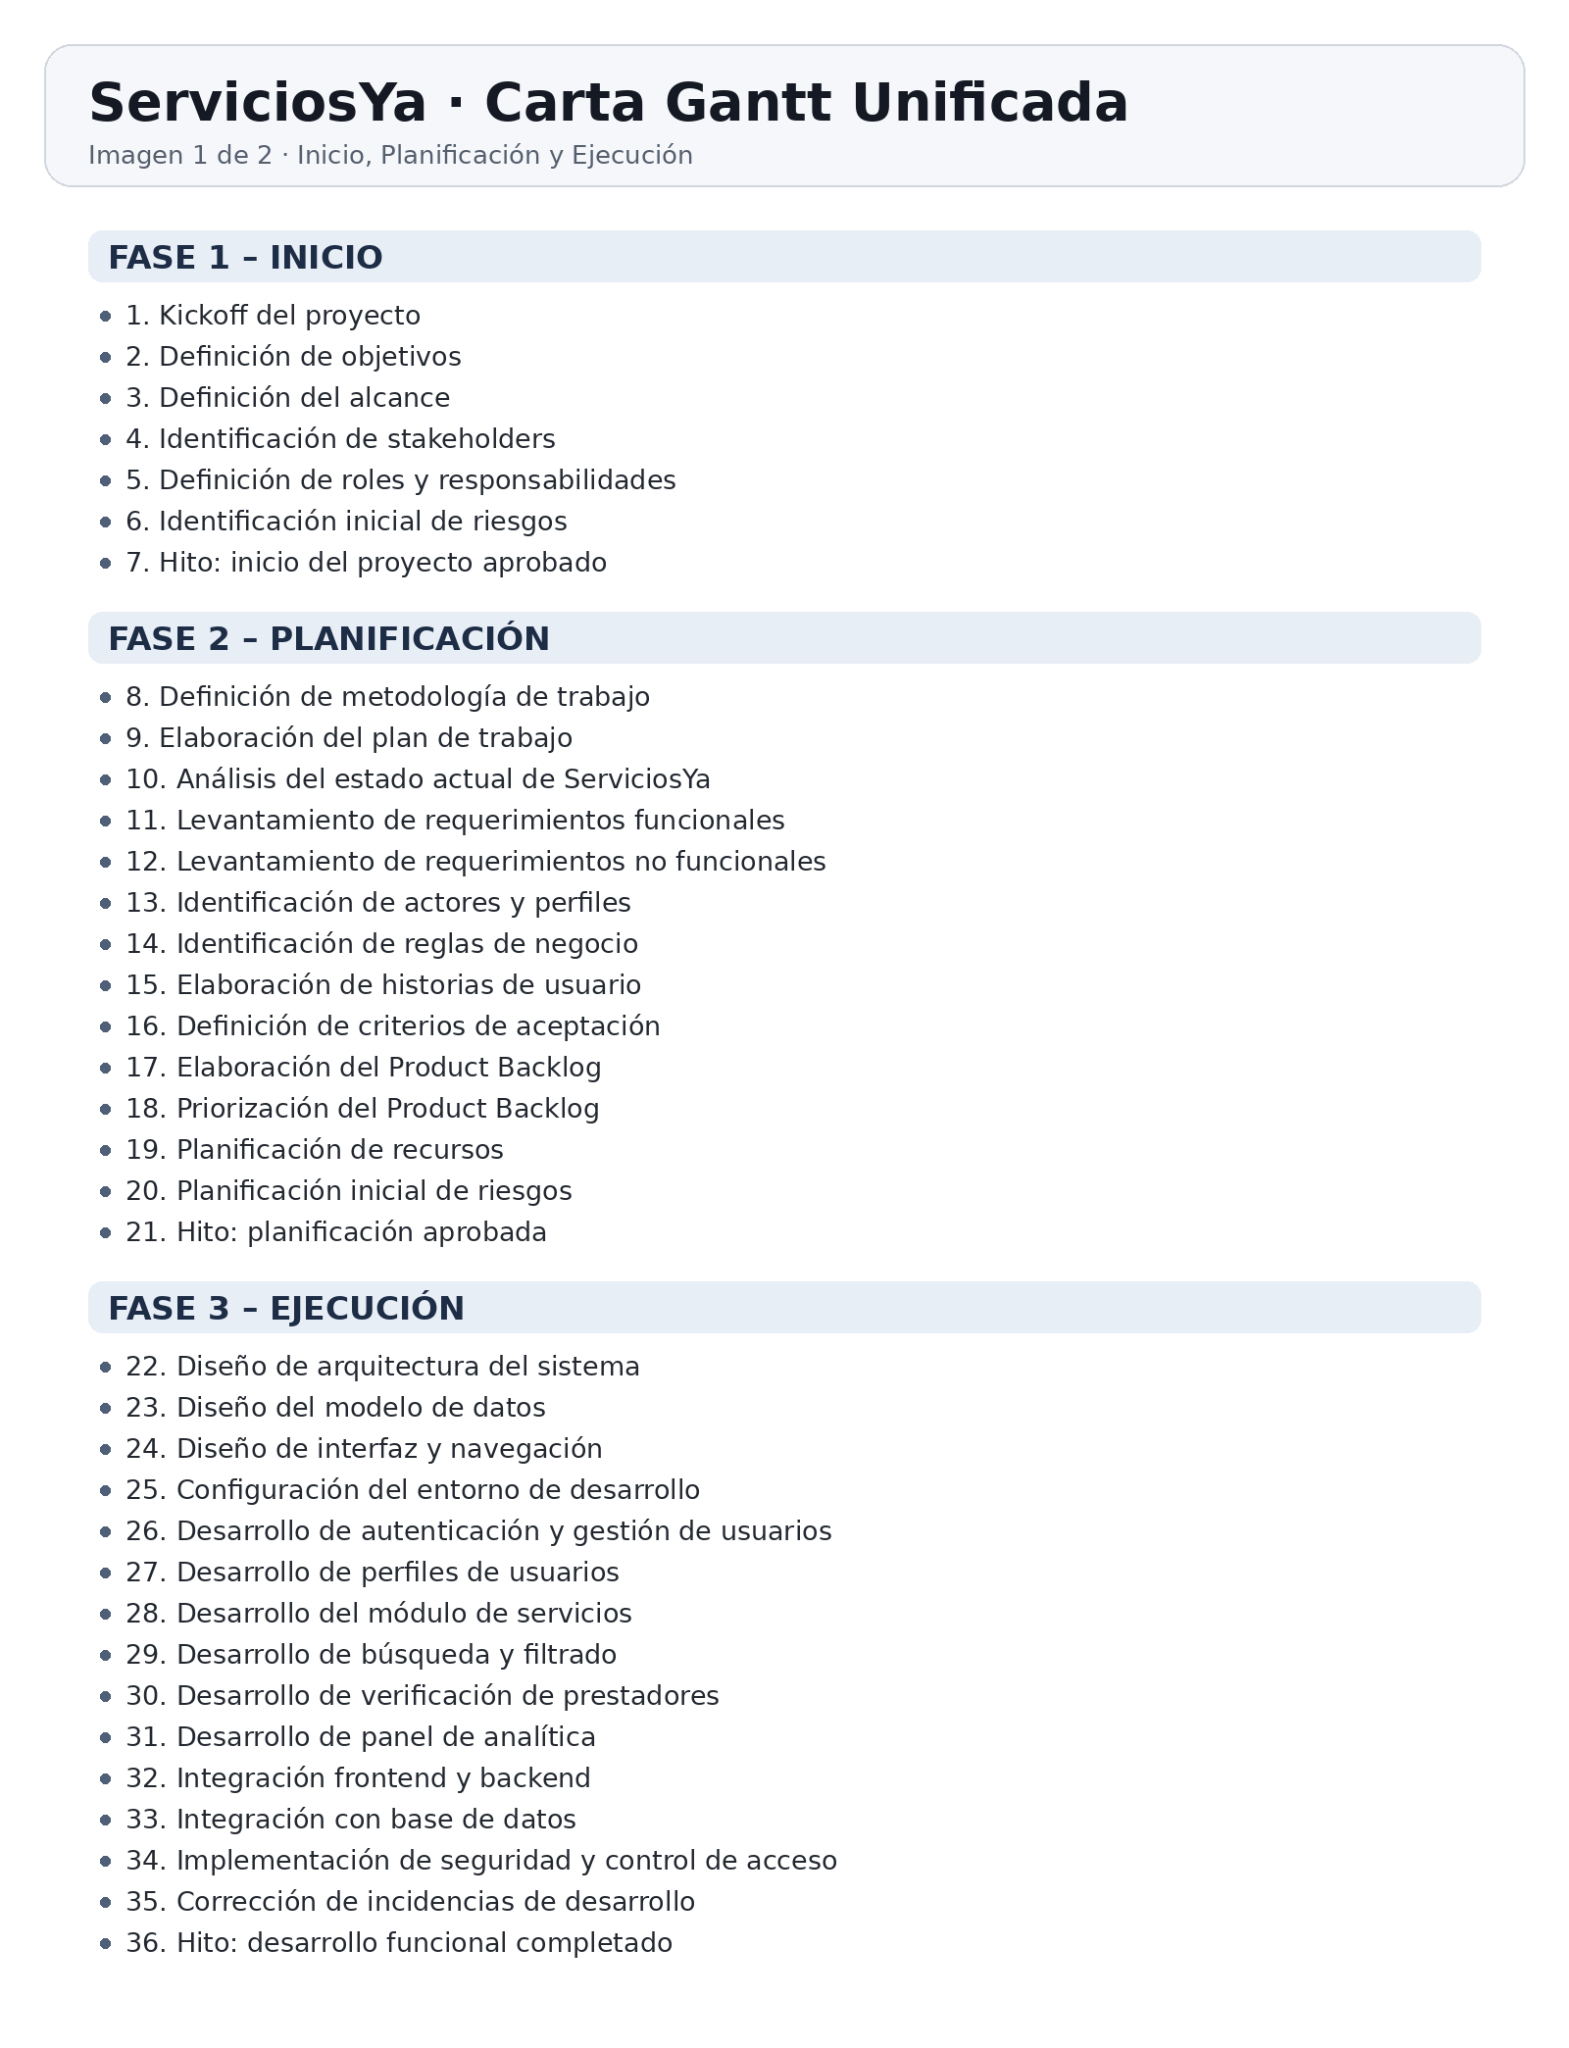 ServiciosYa · Carta Gantt Unificada
Imagen 1 de 2 · Inicio, Planificación y Ejecución
FASE 1 – INICIO
• 1. Kickoff del proyecto
• 2. Definición de objetivos
• 3. Definición del alcance
• 4. Identificación de stakeholders
• 5. Definición de roles y responsabilidades
• 6. Identificación inicial de riesgos
• 7. Hito: inicio del proyecto aprobado
FASE 2 – PLANIFICACIÓN
• 8. Definición de metodología de trabajo
• 9. Elaboración del plan de trabajo
• 10. Análisis del estado actual de ServiciosYa
• 11. Levantamiento de requerimientos funcionales
• 12. Levantamiento de requerimientos no funcionales
• 13. Identificación de actores y perfiles
• 14. Identificación de reglas de negocio
• 15. Elaboración de historias de usuario
• 16. Definición de criterios de aceptación
• 17. Elaboración del Product Backlog
• 18. Priorización del Product Backlog
• 19. Planificación de recursos
• 20. Planificación inicial de riesgos
• 21. Hito: planificación aprobada
FASE 3 – EJECUCIÓN
• 22. Diseño de arquitectura del sistema
• 23. Diseño del modelo de datos
• 24. Diseño de interfaz y navegación
• 25. Configuración del entorno de desarrollo
• 26. Desarrollo de autenticación y gestión de usuarios
• 27. Desarrollo de perfiles de usuarios
• 28. Desarrollo del módulo de servicios
• 29. Desarrollo de búsqueda y filtrado
• 30. Desarrollo de verificación de prestadores
• 31. Desarrollo de panel de analítica
• 32. Integración frontend y backend
• 33. Integración con base de datos
• 34. Implementación de seguridad y control de acceso
• 35. Corrección de incidencias de desarrollo
• 36. Hito: desarrollo funcional completado